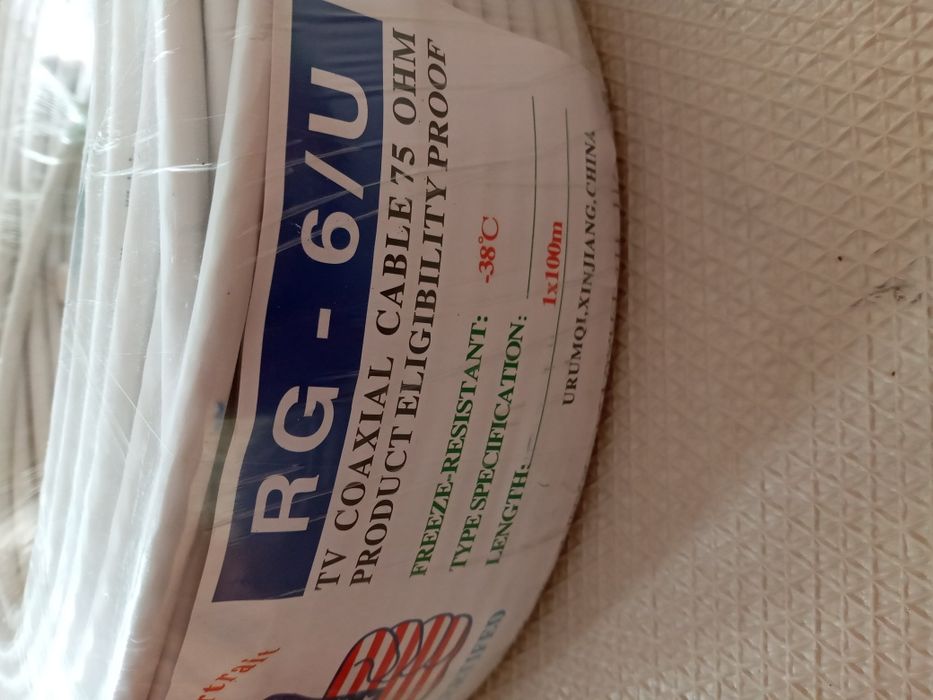 RG - 6/U
TV COAXIAL CABLE 75 OHM
PRODUCT ELIGIBILITY PROOF
FREEZE-RESISTANT: -38°C
TYPE SPECIFICATION:
LENGTH: 1x100m
URUMQI.XINJIANG.CHINA